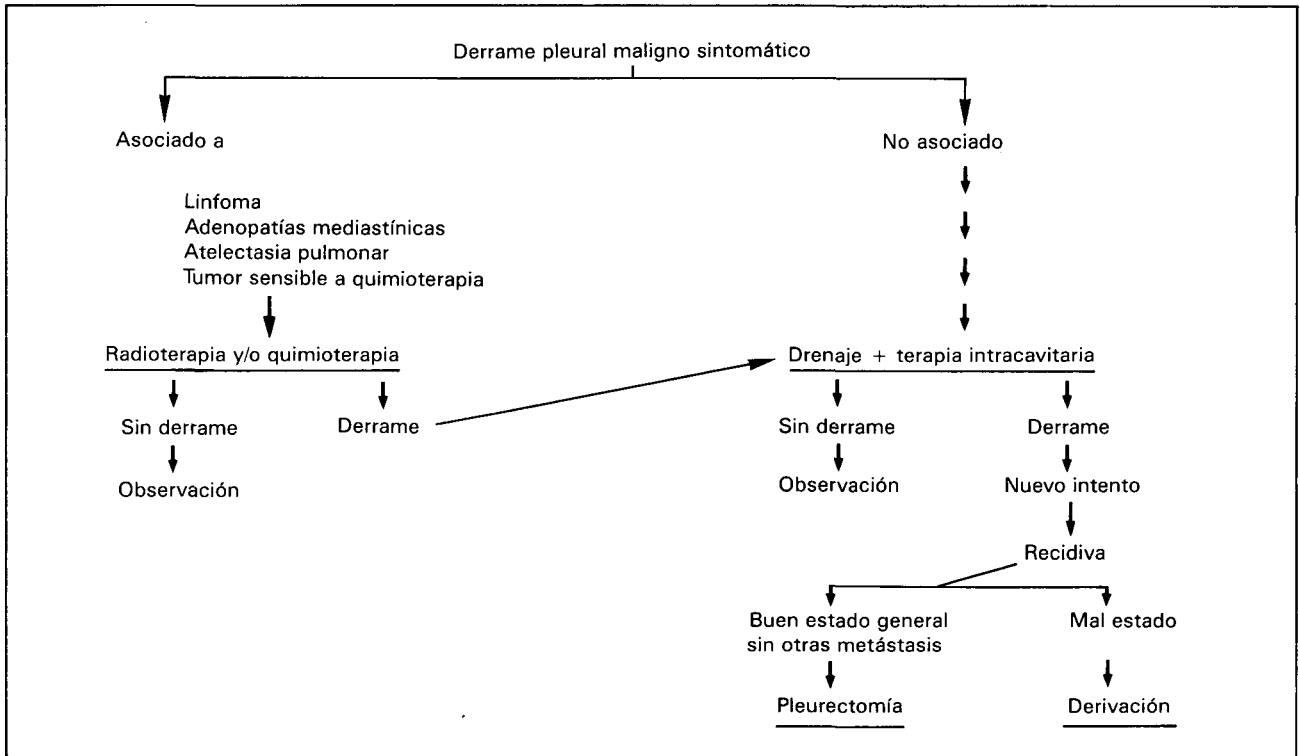 Derrame pleural maligno sintomático
Asociado a
No asociado
Linfoma
Adenopatías mediastínicas
Atelectasia pulmonar
Tumor sensible a quimioterapia
Radioterapia y/o quimioterapia
Drenaje + terapia intracavitaria
Sin derrame
Derrame
Sin derrame
Derrame
Observación
Observación
Nuevo intento
Recidiva
Buen estado general
sin otras metástasis
Mal estado
Pleurectomía
Derivación